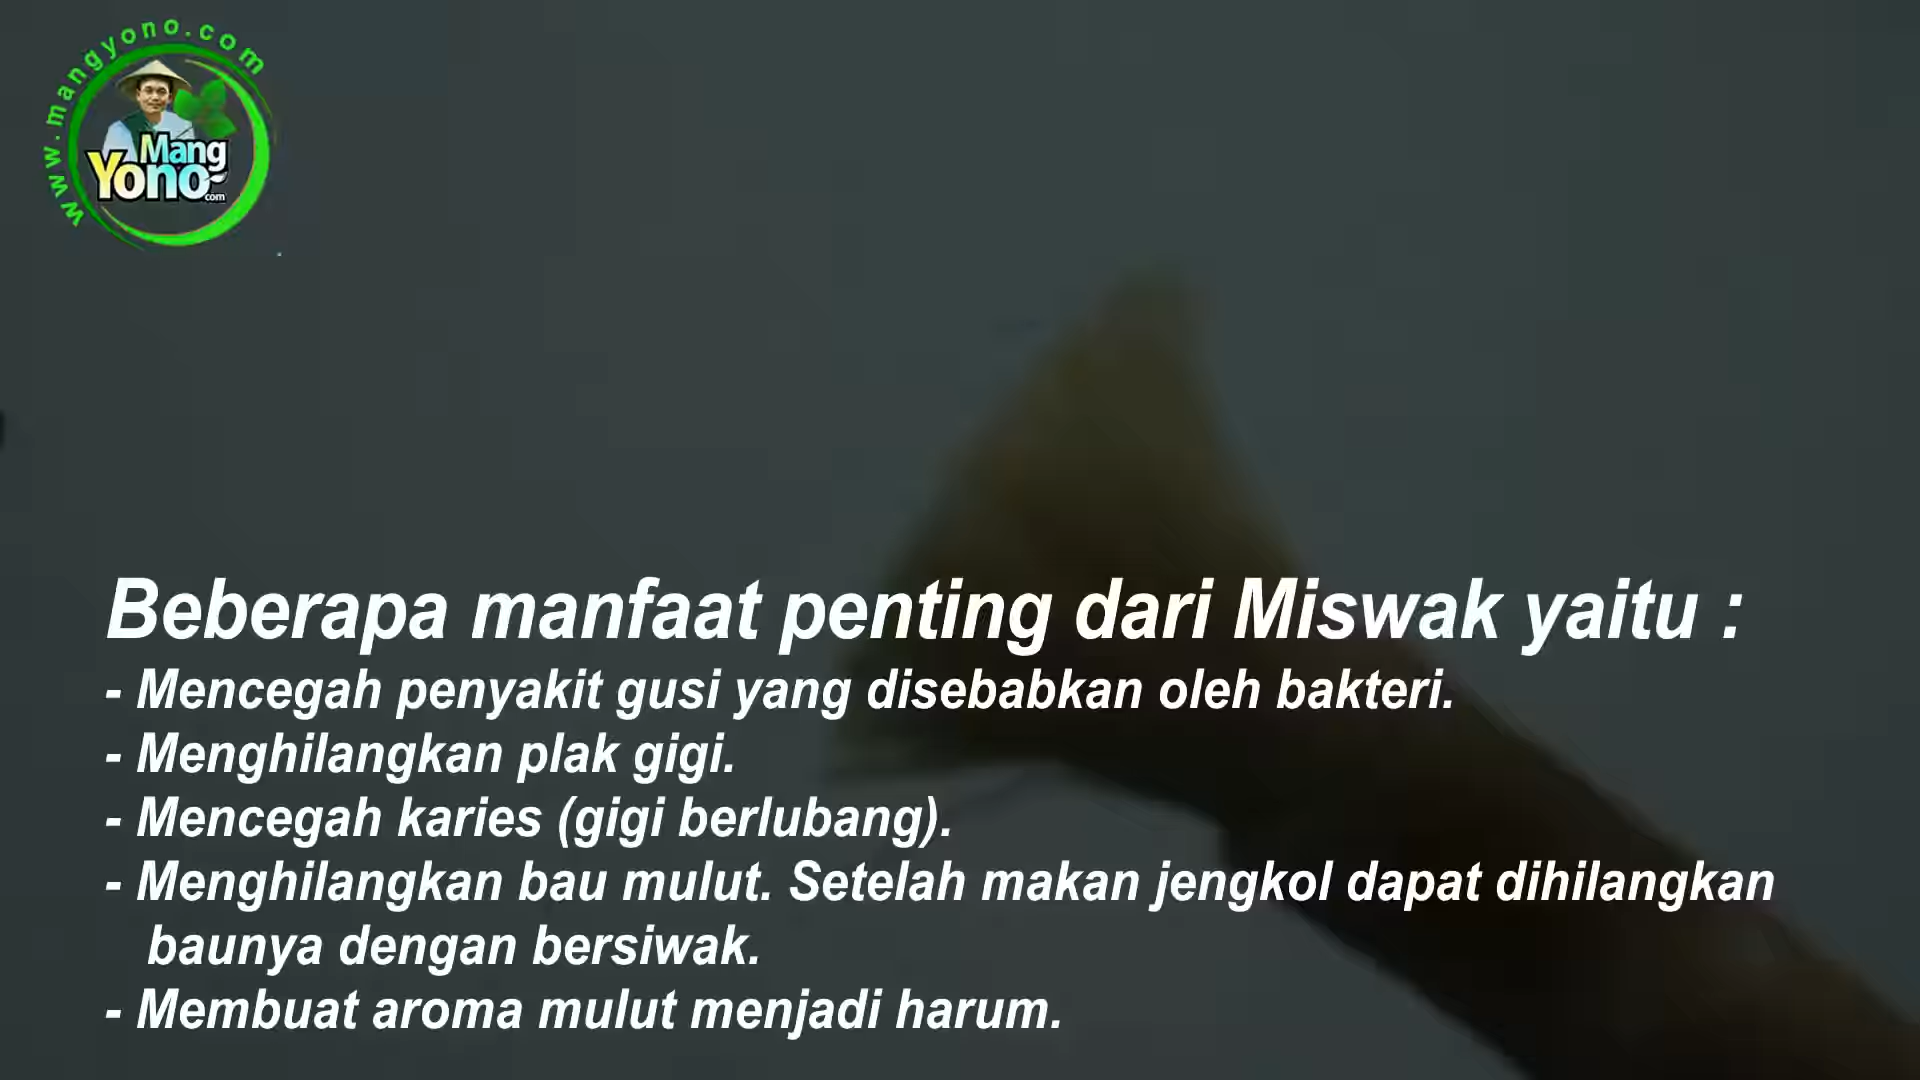 www.mangyono.com
Mang
Yono
.com
Beberapa manfaat penting dari Miswak yaitu :
- Mencegah penyakit gusi yang disebabkan oleh bakteri.
- Menghilangkan plak gigi.
- Mencegah karies (gigi berlubang).
- Menghilangkan bau mulut. Setelah makan jengkol dapat dihilangkan
baunya dengan bersiwak.
- Membuat aroma mulut menjadi harum.